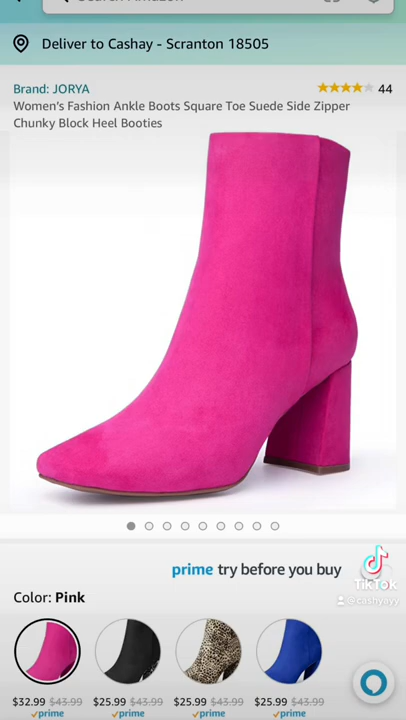 Deliver to Cashay - Scranton 18505
Brand: JORYA
44
Women's Fashion Ankle Boots Square Toe Suede Side Zipper
Chunky Block Heel Booties
prime try before you buy
TikTok
Color: Pink
@cashyayy
$32.99 $43.99 $25.99 $43.99 $25.99 $43.99 $25.99 $43.99
prime prime prime prime